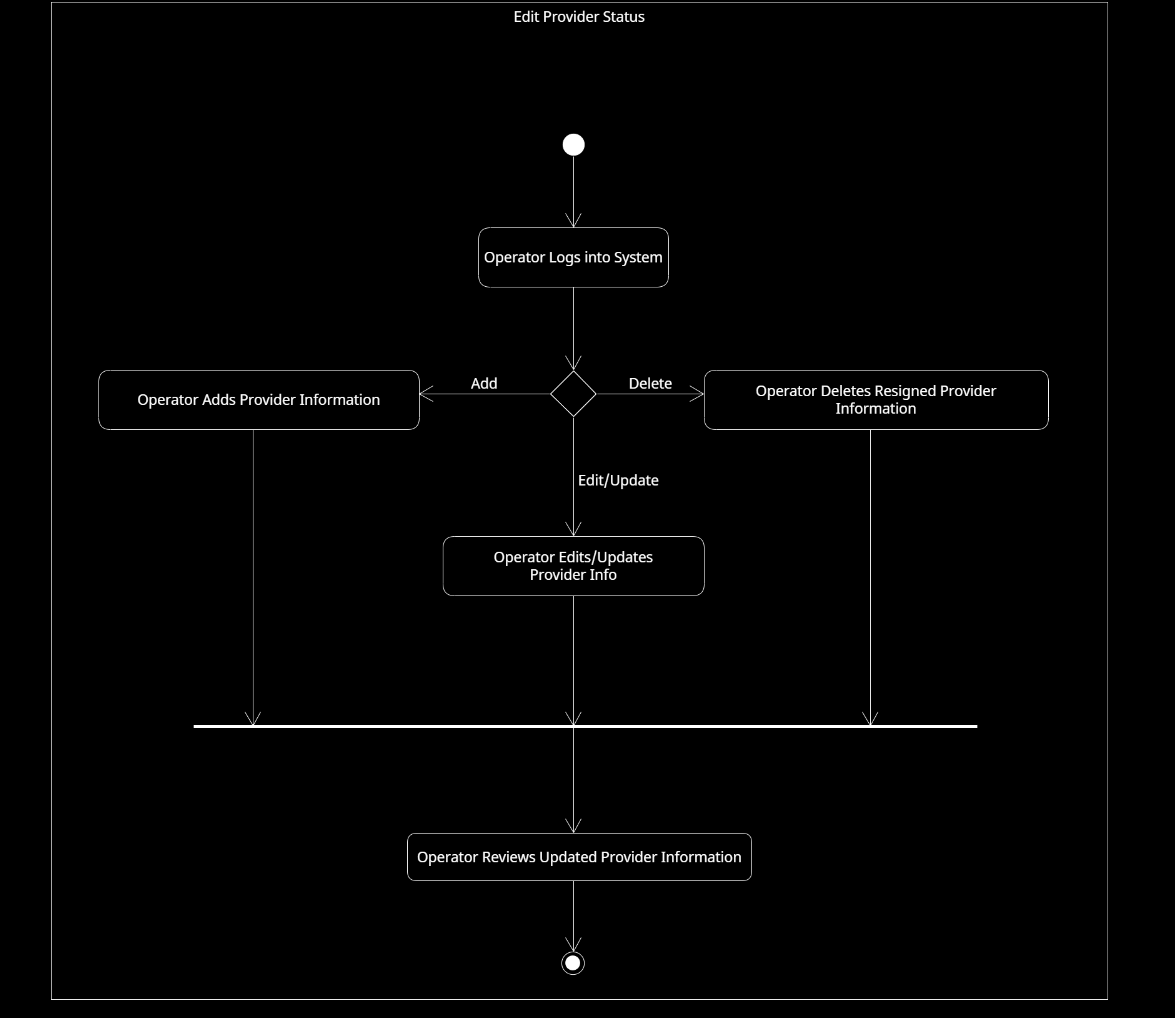 Edit Provider Status
Operator Logs into System
Add
Delete
Operator Adds Provider Information
Operator Deletes Resigned Provider
Information
Edit/Update
Operator Edits/Updates
Provider Info
Operator Reviews Updated Provider Information